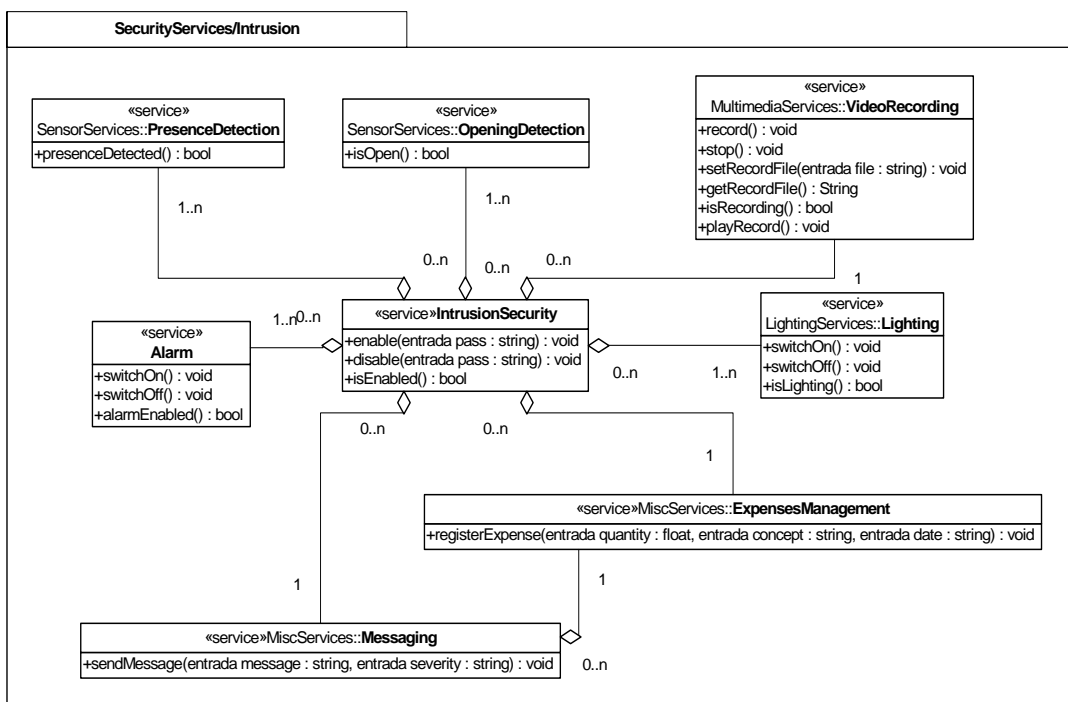 SecurityServices/Intrusion
«service»
SensorServices::PresenceDetection
+presenceDetected() : bool
«service»
SensorServices::OpeningDetection
+isOpen() : bool
«service»
MultimediaServices::VideoRecording
+record() : void
+stop() : void
+setRecordFile(entrada file : string) : void
+getRecordFile() : String
+isRecording() : bool
+playRecord() : void
1..n
1..n
0..n
0..n
0..n
1
«service»IntrusionSecurity
+enable(entrada pass : string) : void
+disable(entrada pass : string) : void
+isEnabled() : bool
1..n
0..n
«service»
Alarm
+switchOn() : void
+switchOff() : void
+alarmEnabled() : bool
«service»
LightingServices::Lighting
+switchOn() : void
+switchOff() : void
+isLighting() : bool
0..n
1..n
0..n
0..n
1
«service»MiscServices::ExpensesManagement
+registerExpense(entrada quantity : float, entrada concept : string, entrada date : string) : void
1
1
«service»MiscServices::Messaging
+sendMessage(entrada message : string, entrada severity : string) : void
0..n